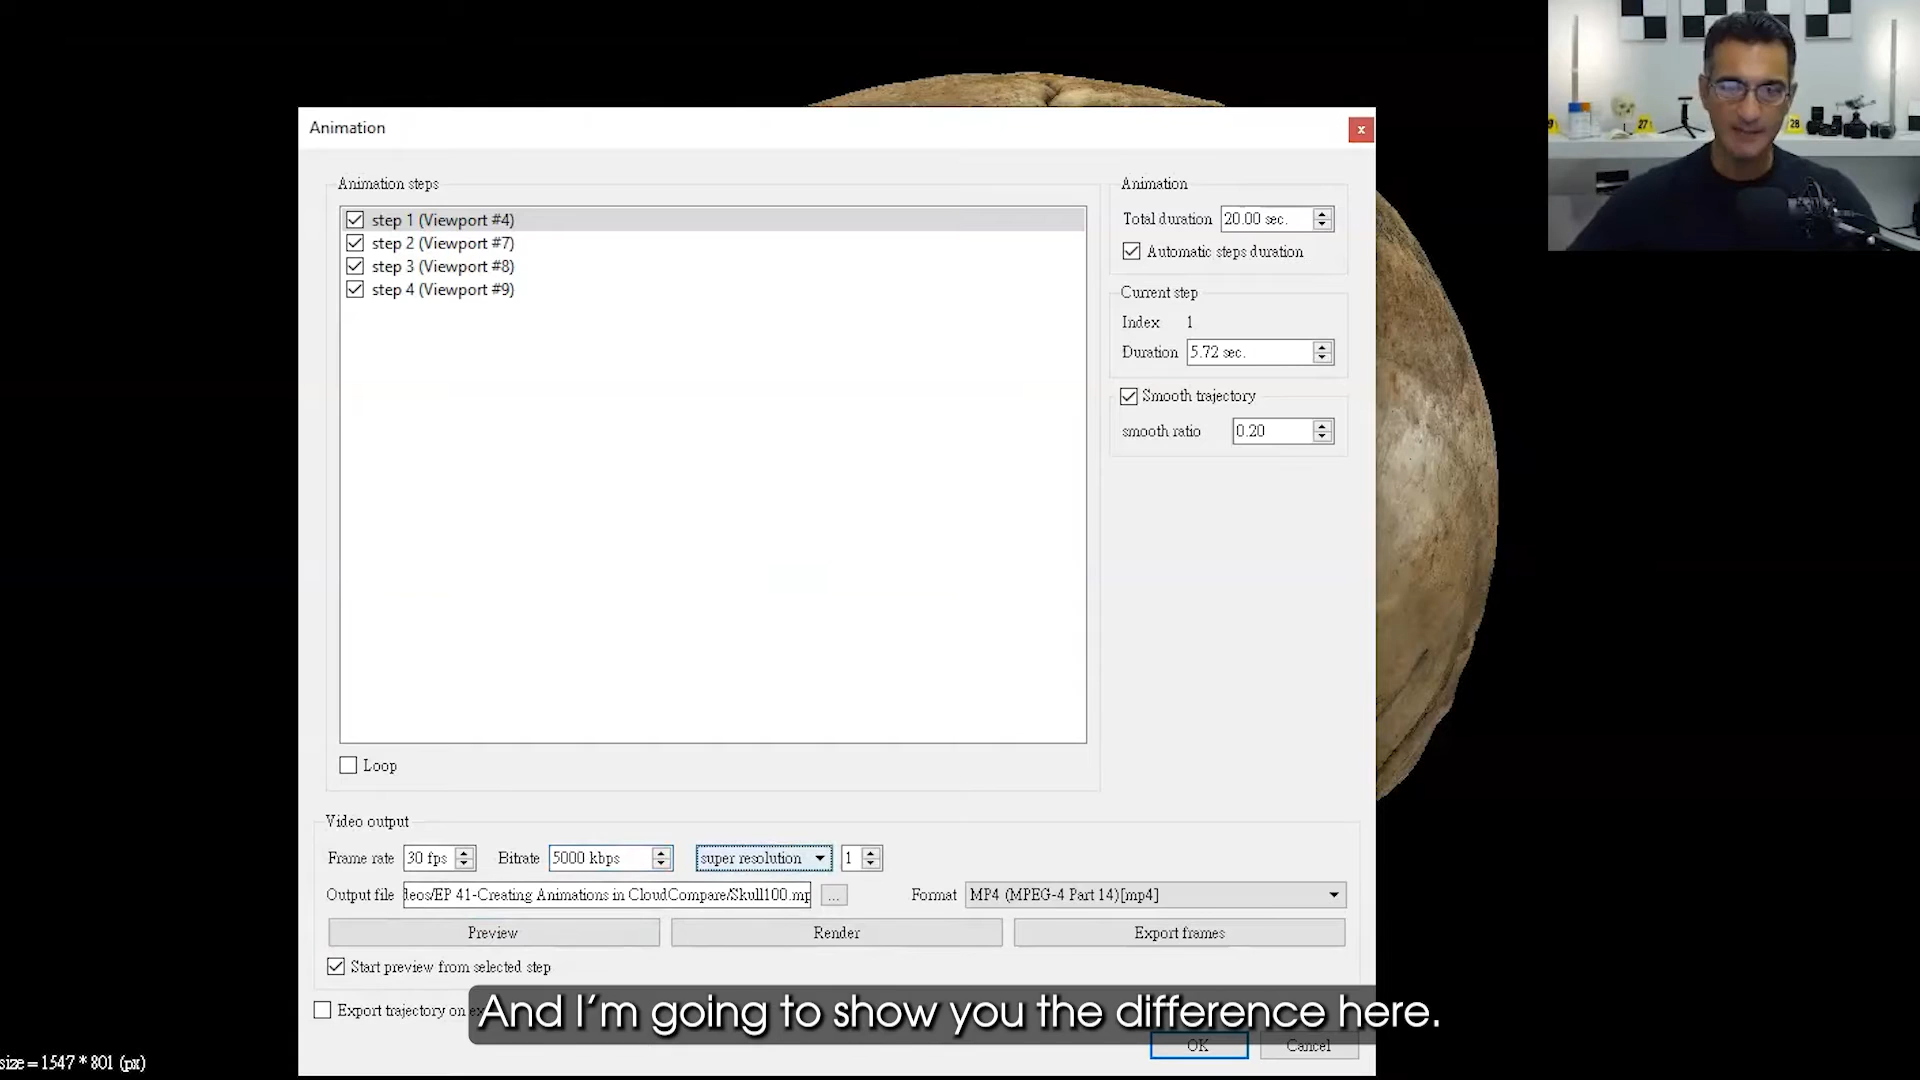 Animation
x
Animation steps
step 1 (Viewport #4)
step 2 (Viewport #7)
step 3 (Viewport #8)
step 4 (Viewport #9)
Loop
Animation
Total duration 20.00 sec.
Automatic steps duration
Current step
Index 1
Duration 5.72 sec.
Smooth trajectory
smooth ratio 0.20
Video output
Frame rate 30 fps Bitrate 5000 kbps super resolution 1
Output file deos/EP 41-Creating Animations in CloudCompare/Skull100.mp ... Format MP4 (MPEG-4 Part 14)[mp4]
Preview Render Export frames
Start preview from selected step
Export trajectory on
And I'm going to show you the difference here.
OK Cancel
size = 1547 * 801 (px)
27
28